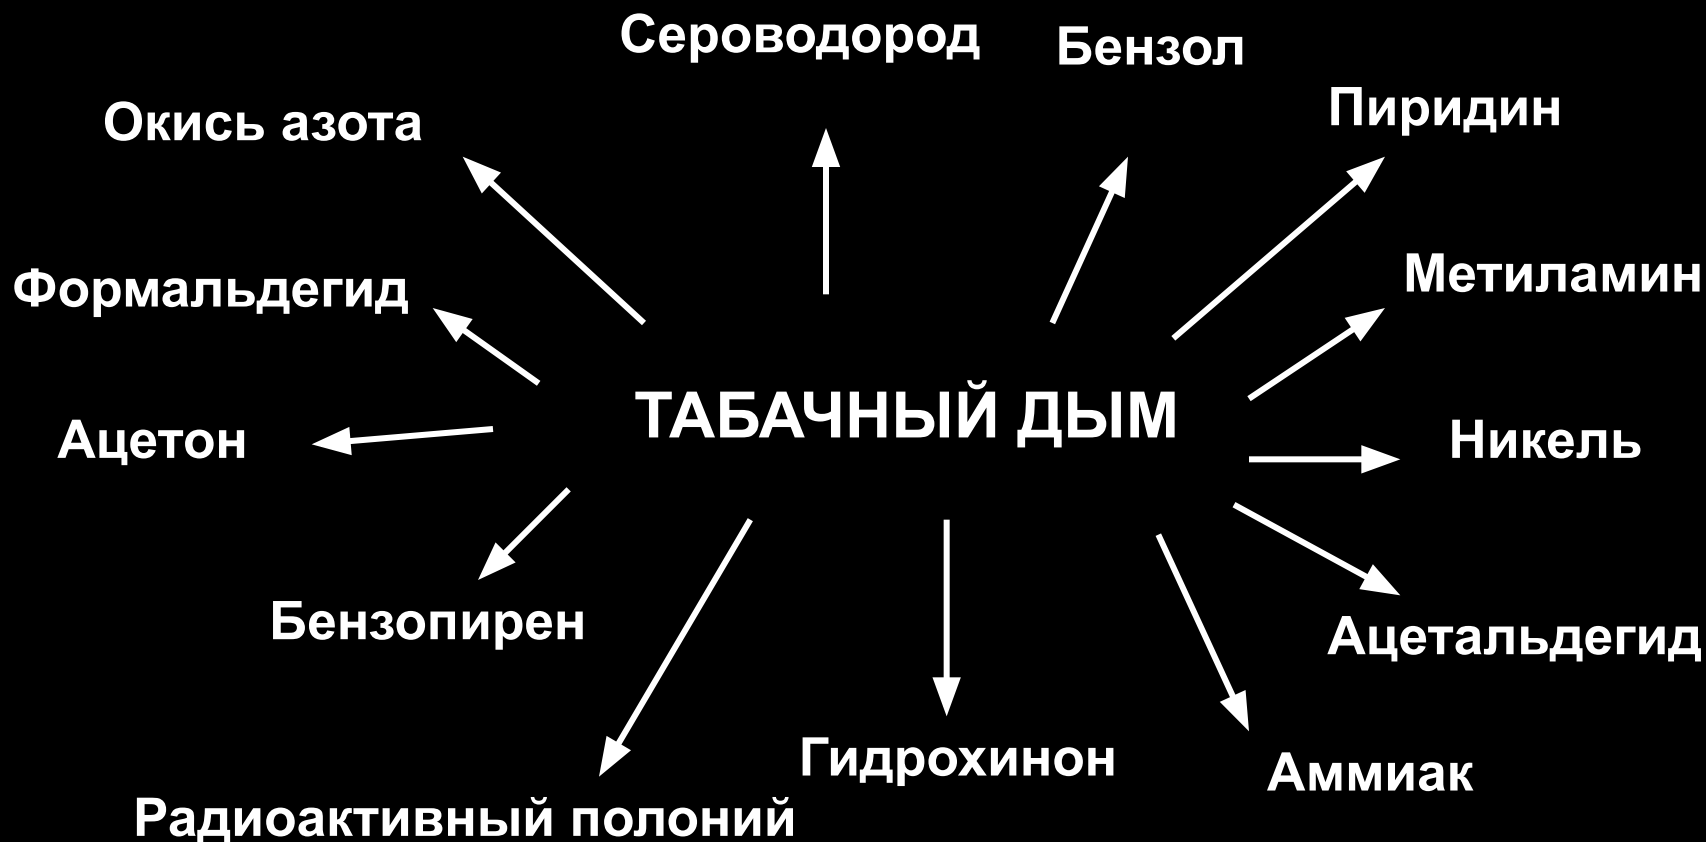 Сероводород
Бензол
Окись азота
Пиридин
Формальдегид
Метиламин
ТАБАЧНЫЙ ДЫМ
Ацетон
Никель
Бензопирен
Ацетальдегид
Гидрохинон
Аммиак
Радиоактивный полоний